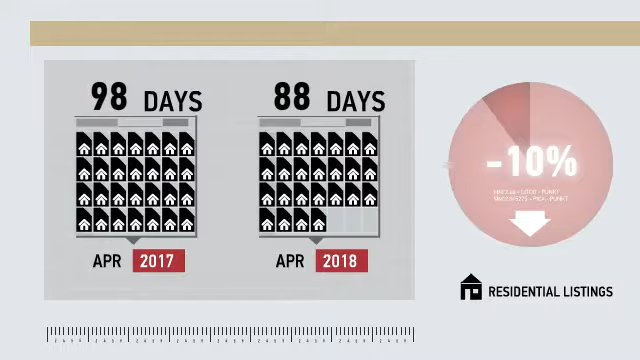 98 DAYS
88 DAYS
APR 2017
APR 2018
-10%
RESIDENTIAL LISTINGS